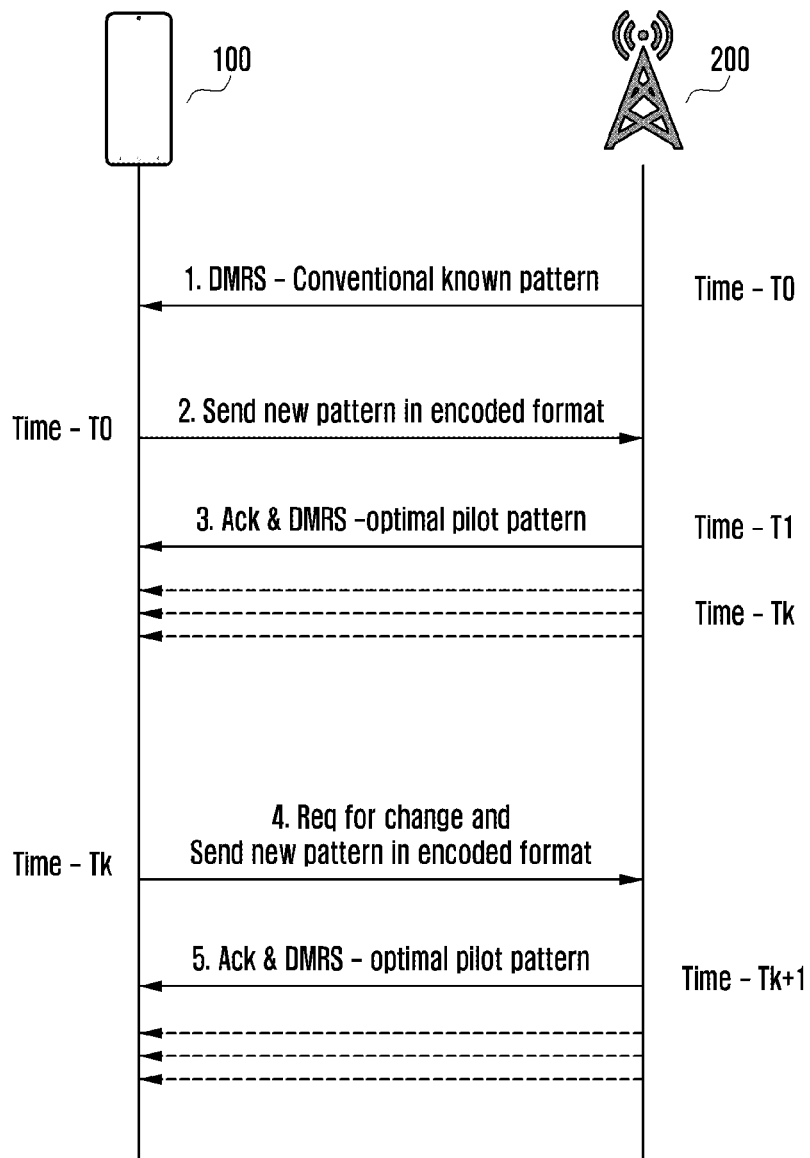 100
200
1. DMRS – Conventional known pattern
Time – T0
2. Send new pattern in encoded format
Time – T0
3. Ack & DMRS –optimal pilot pattern
Time – T1
Time – Tk
4. Req for change and
Send new pattern in encoded format
Time – Tk
5. Ack & DMRS – optimal pilot pattern
Time – Tk+1